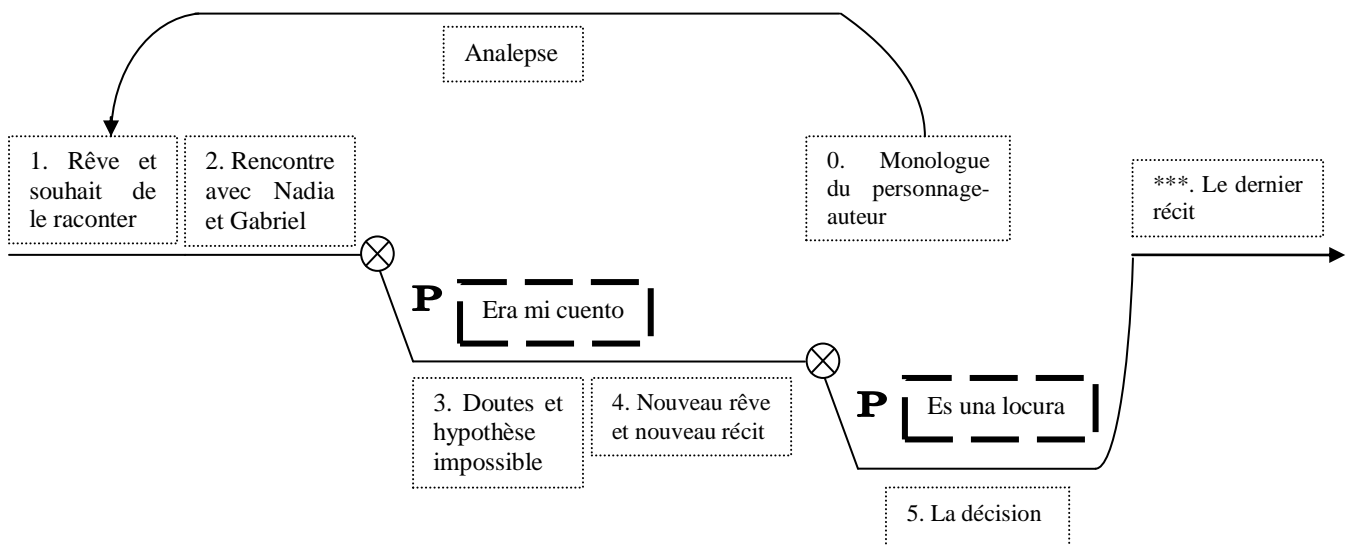 Analepse
1. Rêve et
souhait de
le raconter
2. Rencontre
avec Nadia
et Gabriel
0. Monologue
du personnage-
auteur
***. Le dernier
récit
P
Era mi cuento
3. Doutes et
hypothèse
impossible
4. Nouveau rêve
et nouveau récit
P
Es una locura
5. La décision